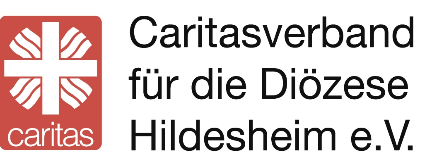 caritas
Caritasverband
für die Diözese
Hildesheim e.V.